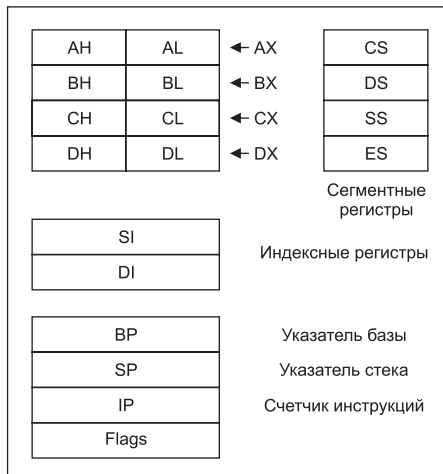 AH AL AX CS
BH BL BX DS
CH CL CX SS
DH DL DX ES
Сегментные
регистры
SI
Индексные регистры
DI
BP Указатель базы
SP Указатель стека
IP Счетчик инструкций
Flags